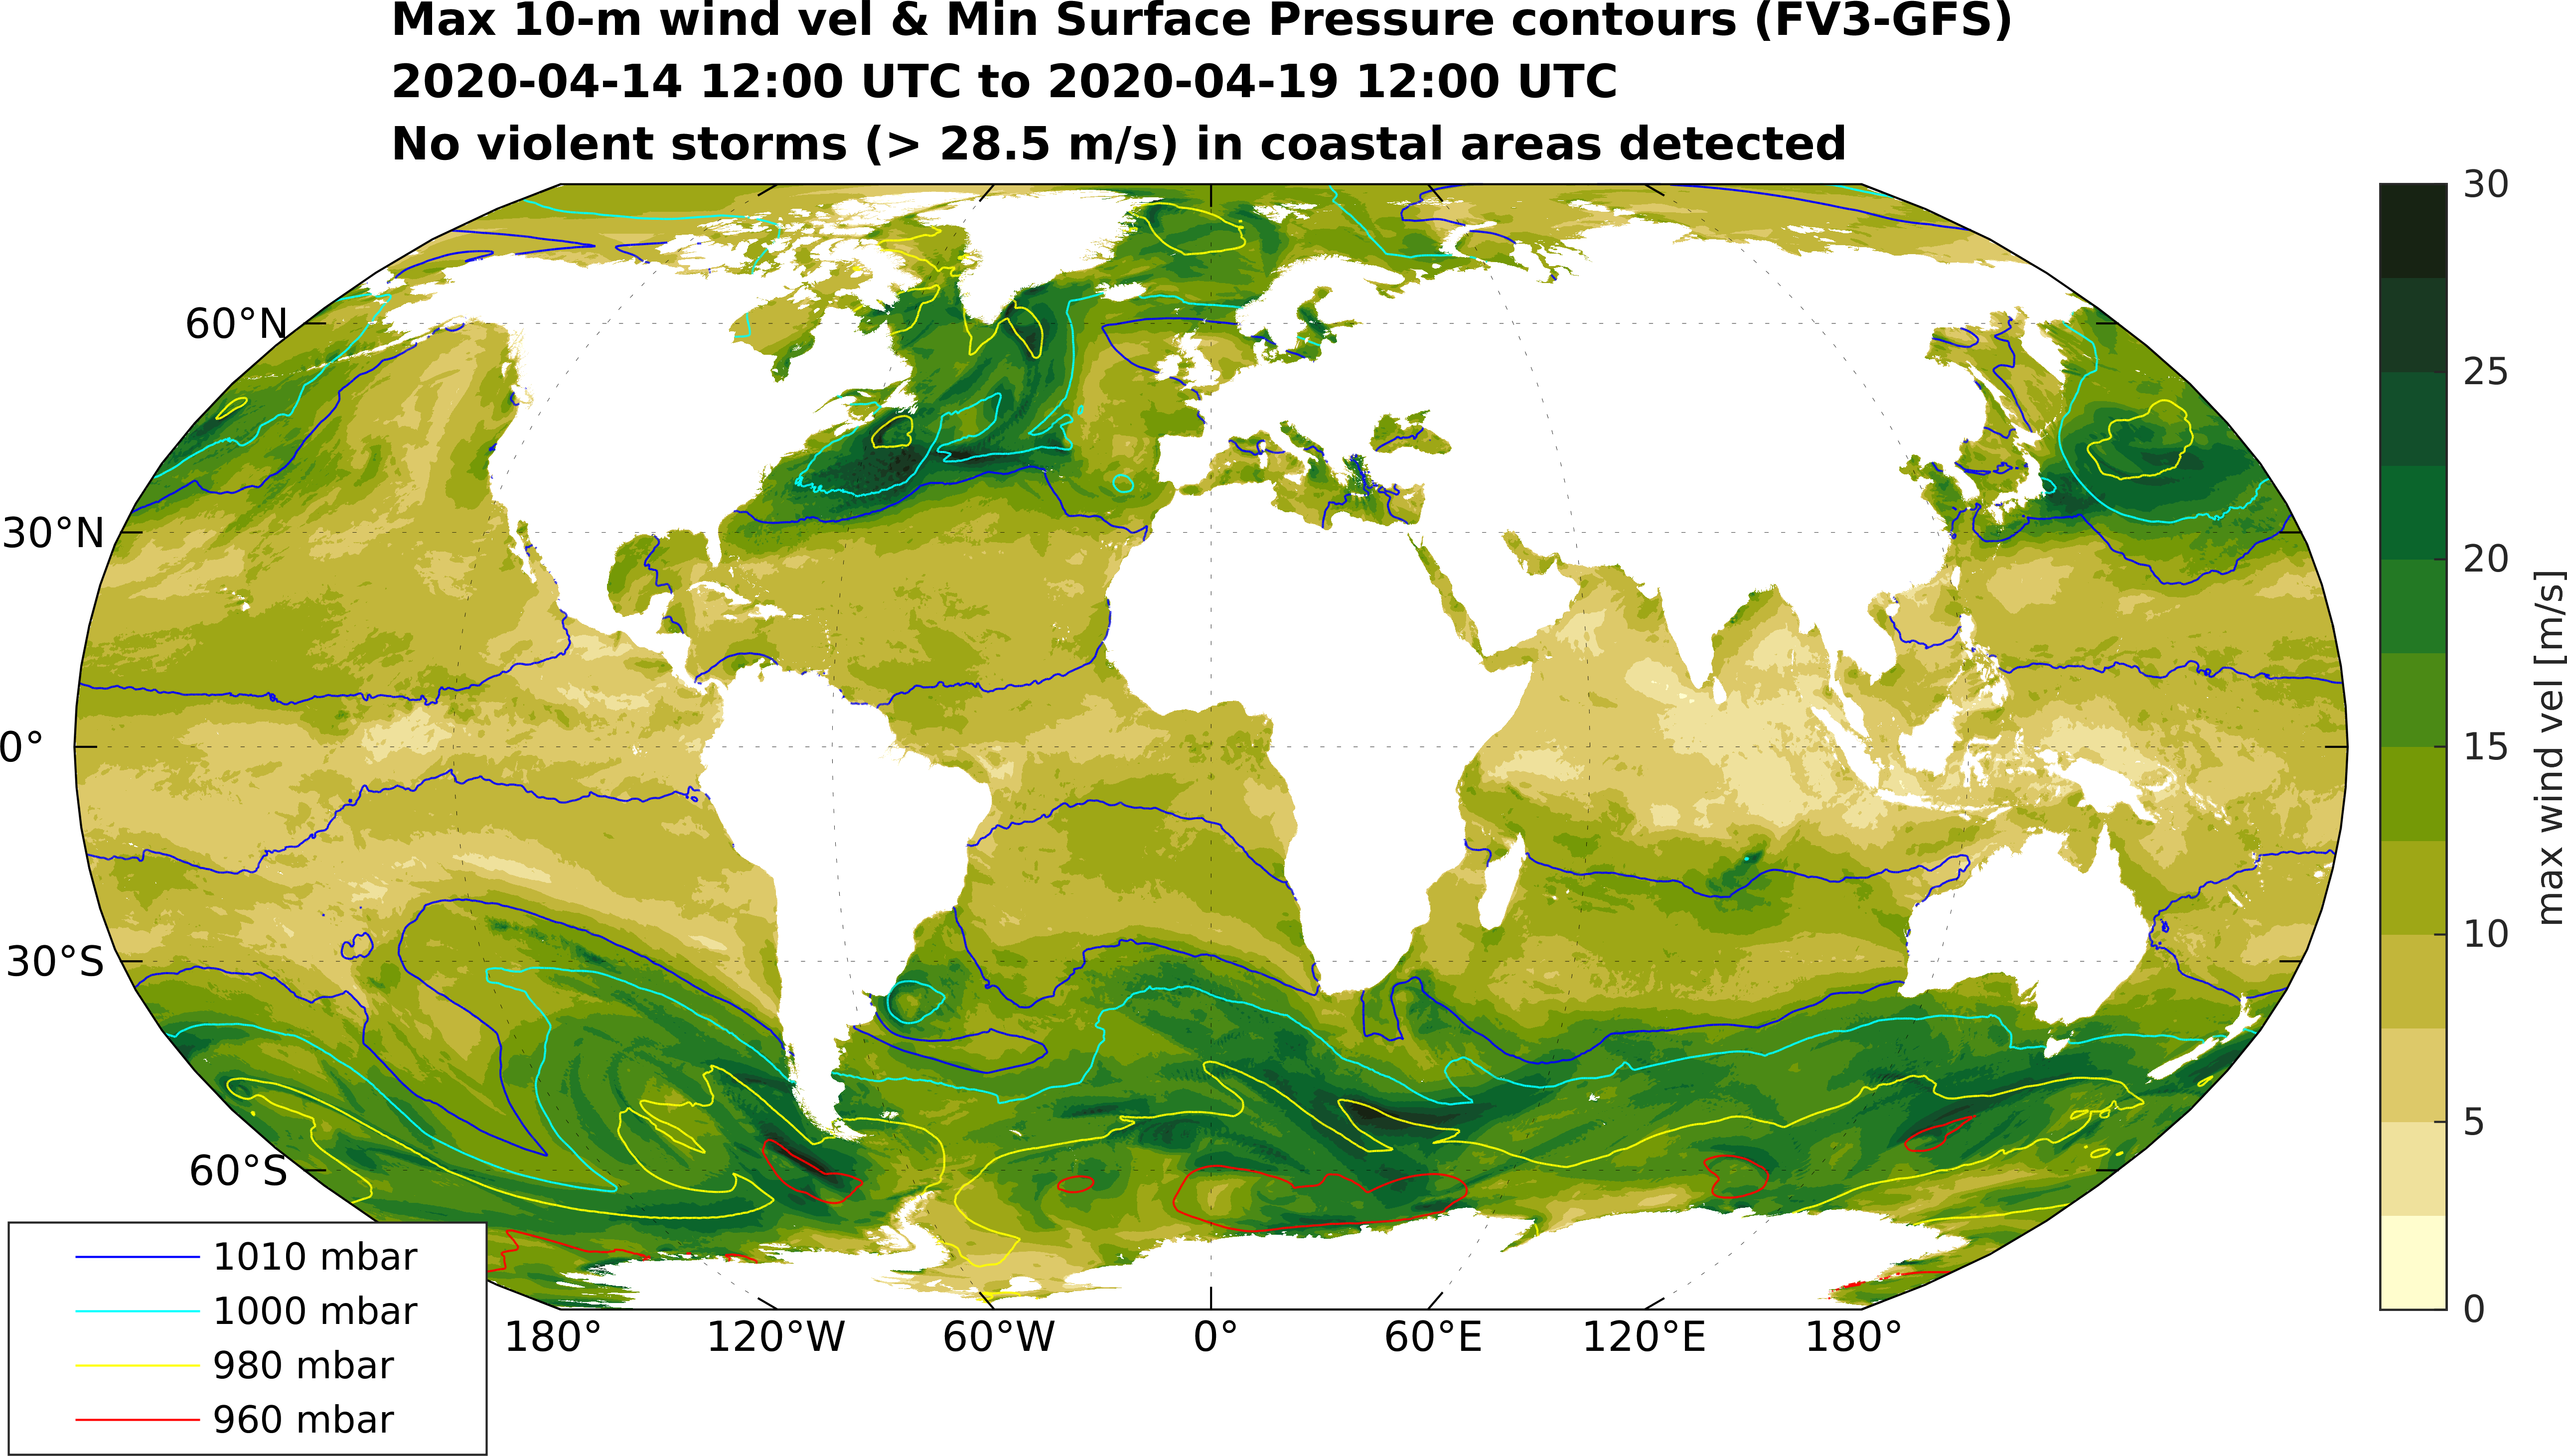 Max 10-m wind vel & Min Surface Pressure contours (FV3-GFS)
2020-04-14 12:00 UTC to 2020-04-19 12:00 UTC
No violent storms (> 28.5 m/s) in coastal areas detected
60°N
30°N
0°
30°S
60°S
180°
120°W
60°W
0°
60°E
120°E
180°
1010 mbar
1000 mbar
980 mbar
960 mbar
30
25
20
15
10
5
0
max wind vel [m/s]